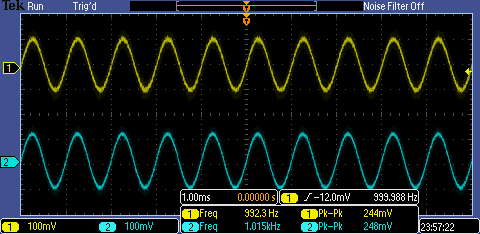 Tek Run Trig'd Noise Filter Off
1
2
1.00ms 0.00000 s 1 -12.0mV 999.988 Hz
1 Freq 992.3 Hz 1 Pk-Pk 244mV
2 Freq 1.015kHz 2 Pk-Pk 248mV
1 100mV 2 100mV 23:57:22